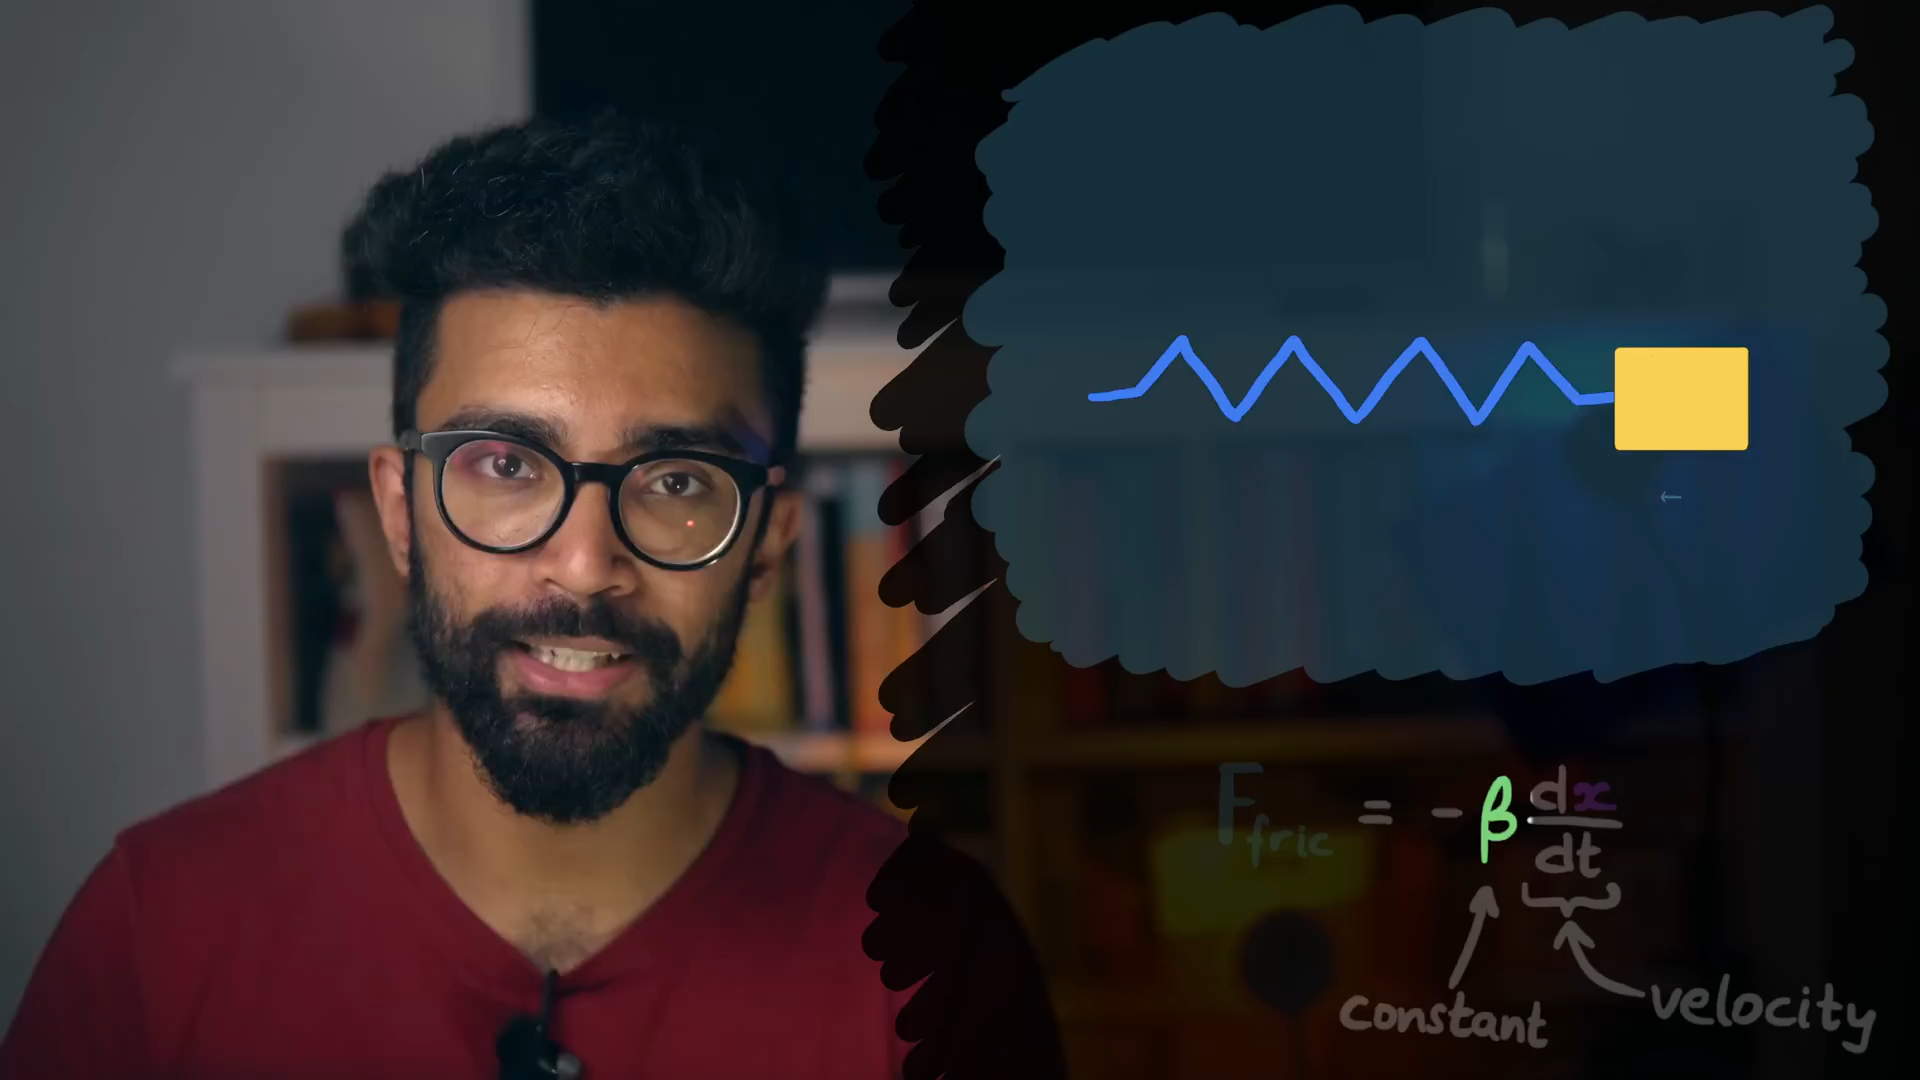 F_fric = - β dx/dt
constant
velocity